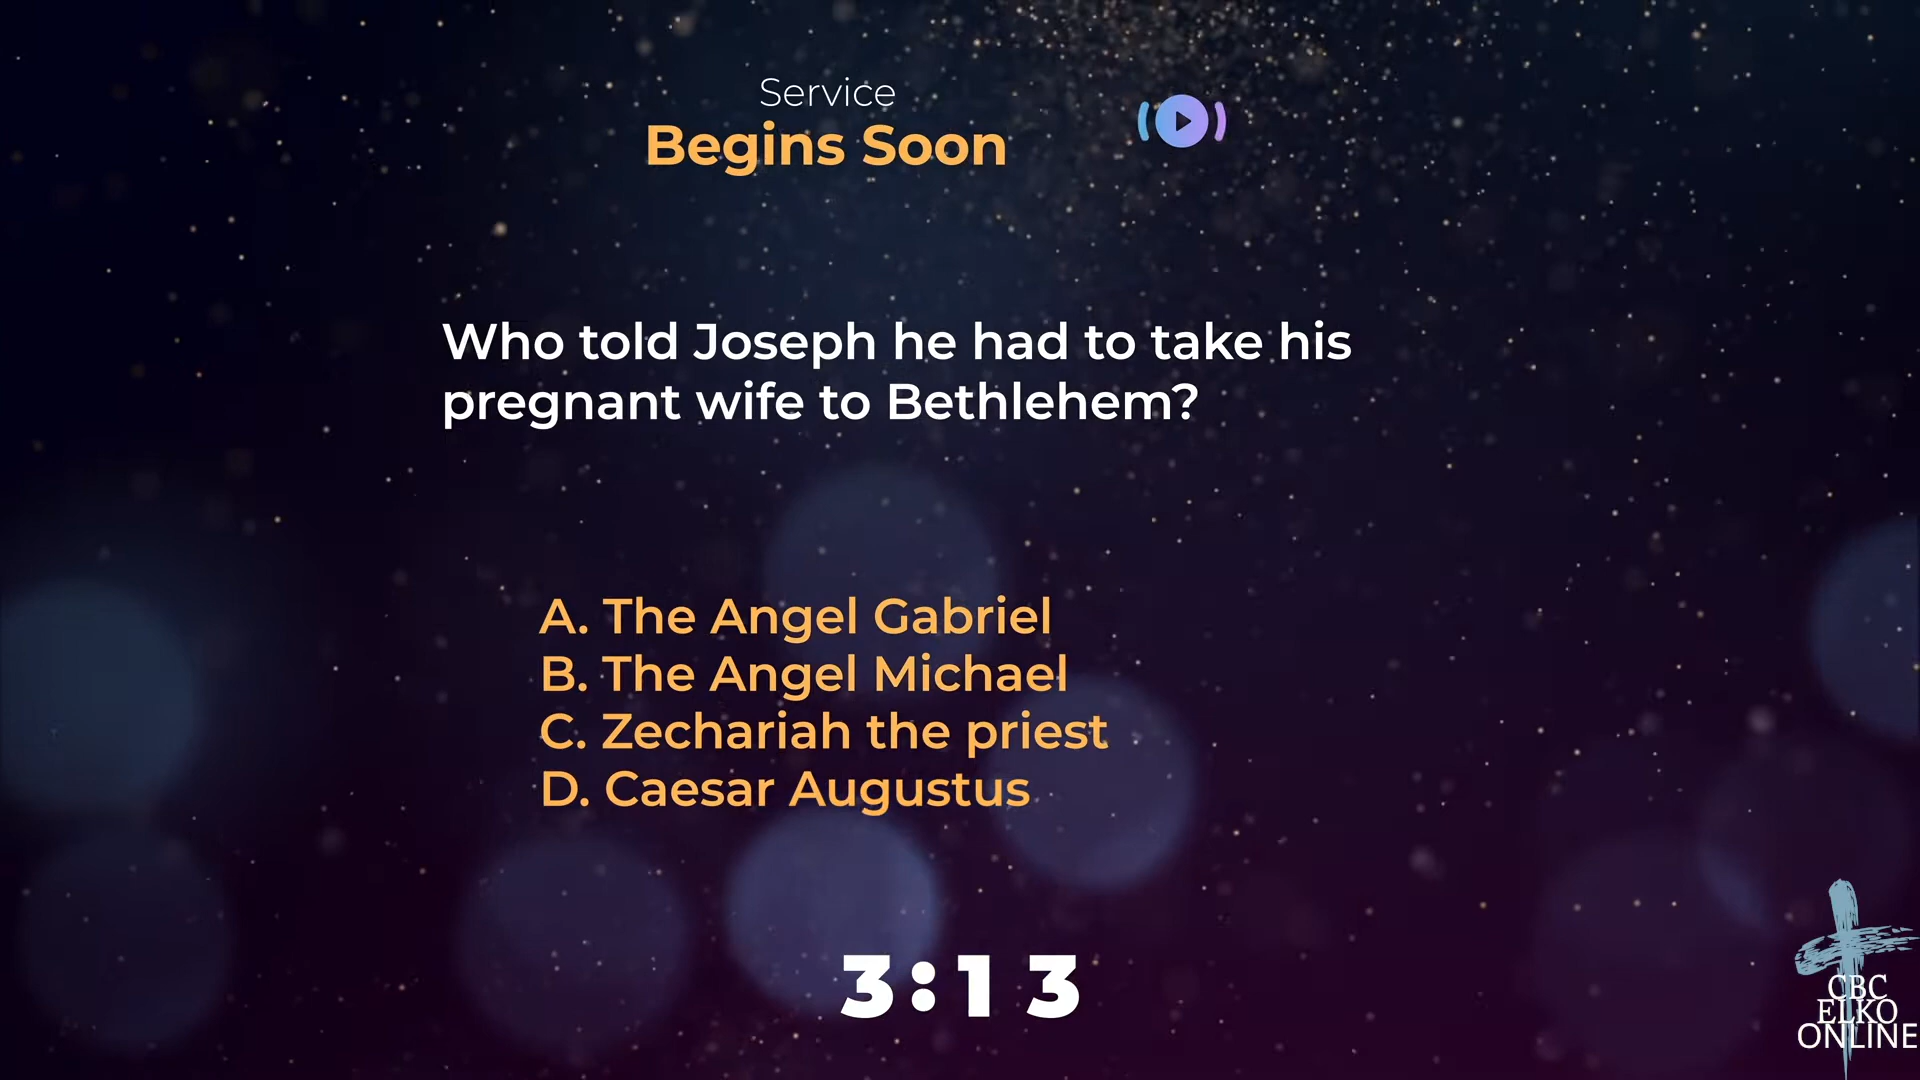 Service
Begins Soon
Who told Joseph he had to take his
pregnant wife to Bethlehem?
A. The Angel Gabriel
B. The Angel Michael
C. Zechariah the priest
D. Caesar Augustus
3:13
CBC
ELKO
ONLINE